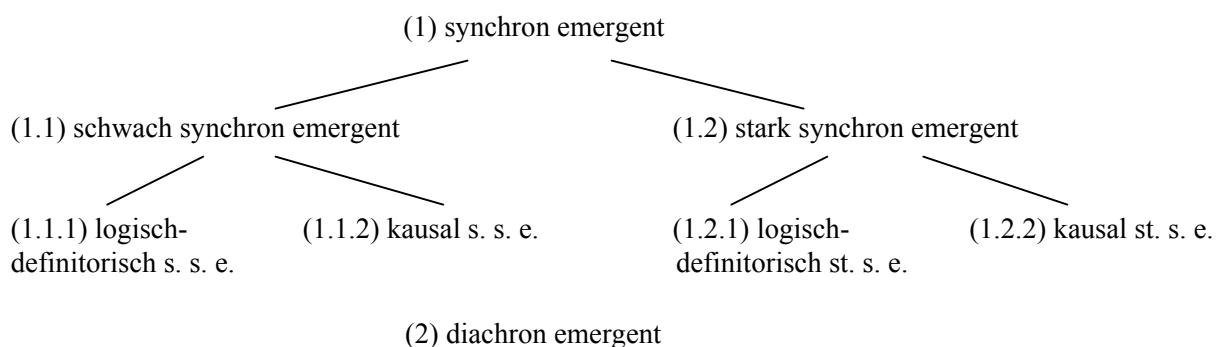 (1) synchron emergent
(1.1) schwach synchron emergent
(1.2) stark synchron emergent
(1.1.1) logisch-
definitorisch s. s. e.
(1.1.2) kausal s. s. e.
(1.2.1) logisch-
definitorisch st. s. e.
(1.2.2) kausal st. s. e.
(2) diachron emergent